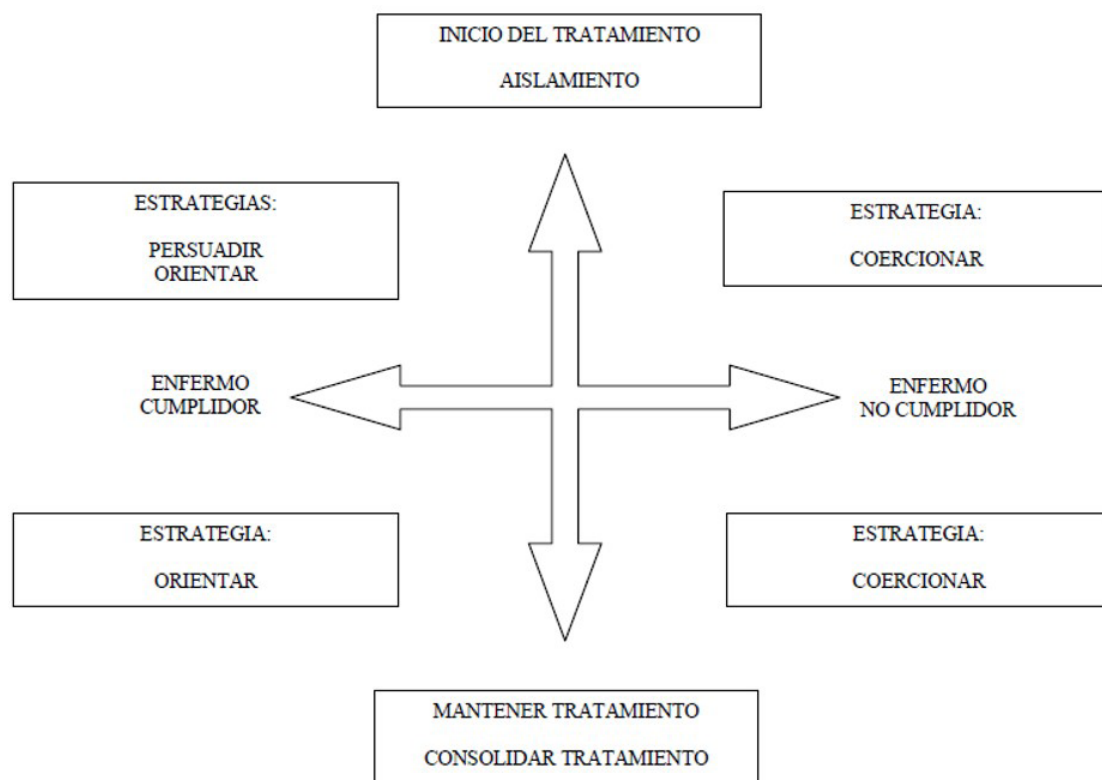 INICIO DEL TRATAMIENTO
AISLAMIENTO
ESTRATEGIAS:
PERSUADIR
ORIENTAR
ESTRATEGIA:
COERCIONAR
ENFERMO
CUMPLIDOR
ENFERMO
NO CUMPLIDOR
ESTRATEGIA:
ORIENTAR
ESTRATEGIA:
COERCIONAR
MANTENER TRATAMIENTO
CONSOLIDAR TRATAMIENTO